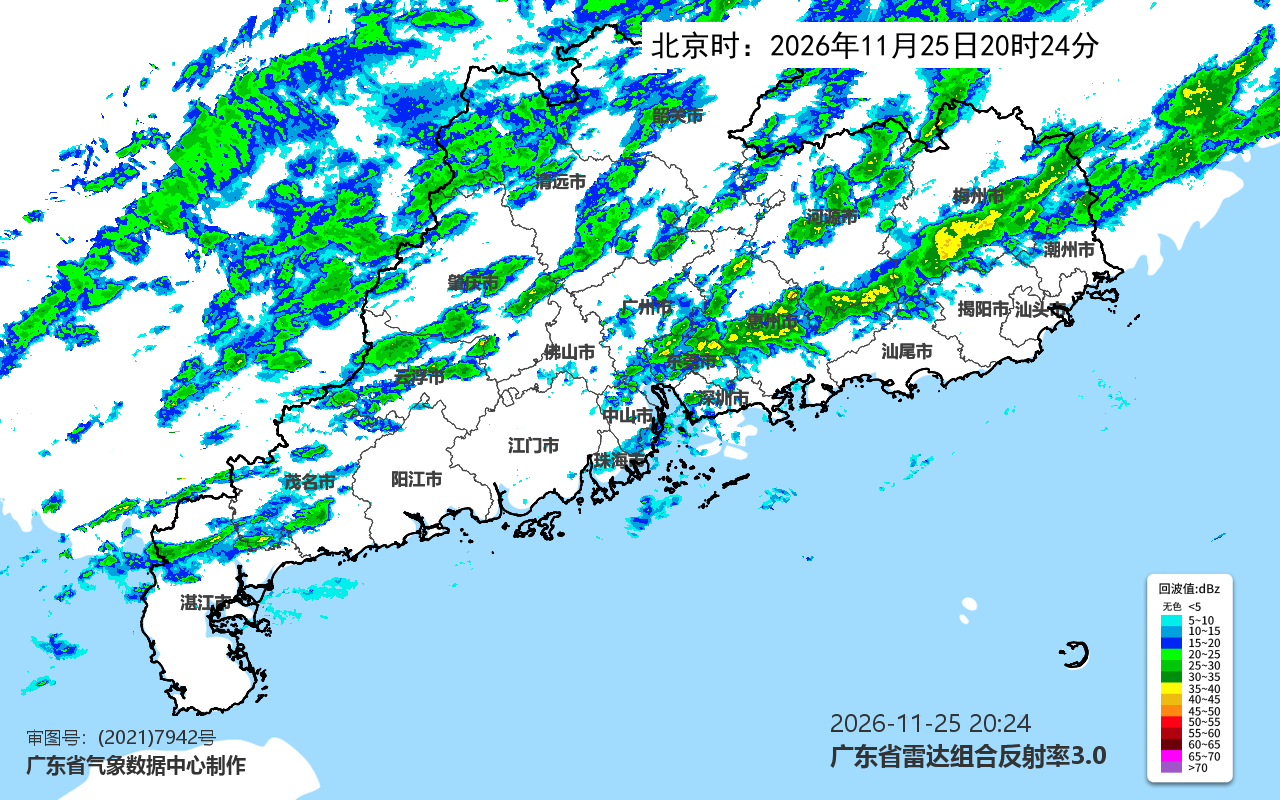 北京时：2026年11月25日20时24分
韶关市
清远市
梅州市
河源市
潮州市
肇庆市
广州市
揭阳市
汕头市
惠州市
佛山市
东莞市
汕尾市
云浮市
深圳市
中山市
江门市
珠海市
茂名市
阳江市
湛江市
回波值:dBz
无色 <5
5~10
10~15
15~20
20~25
25~30
30~35
35~40
40~45
45~50
50~55
55~60
60~65
65~70
>70
2026-11-25 20:24
广东省雷达组合反射率3.0
审图号：(2021)7942号
广东省气象数据中心制作